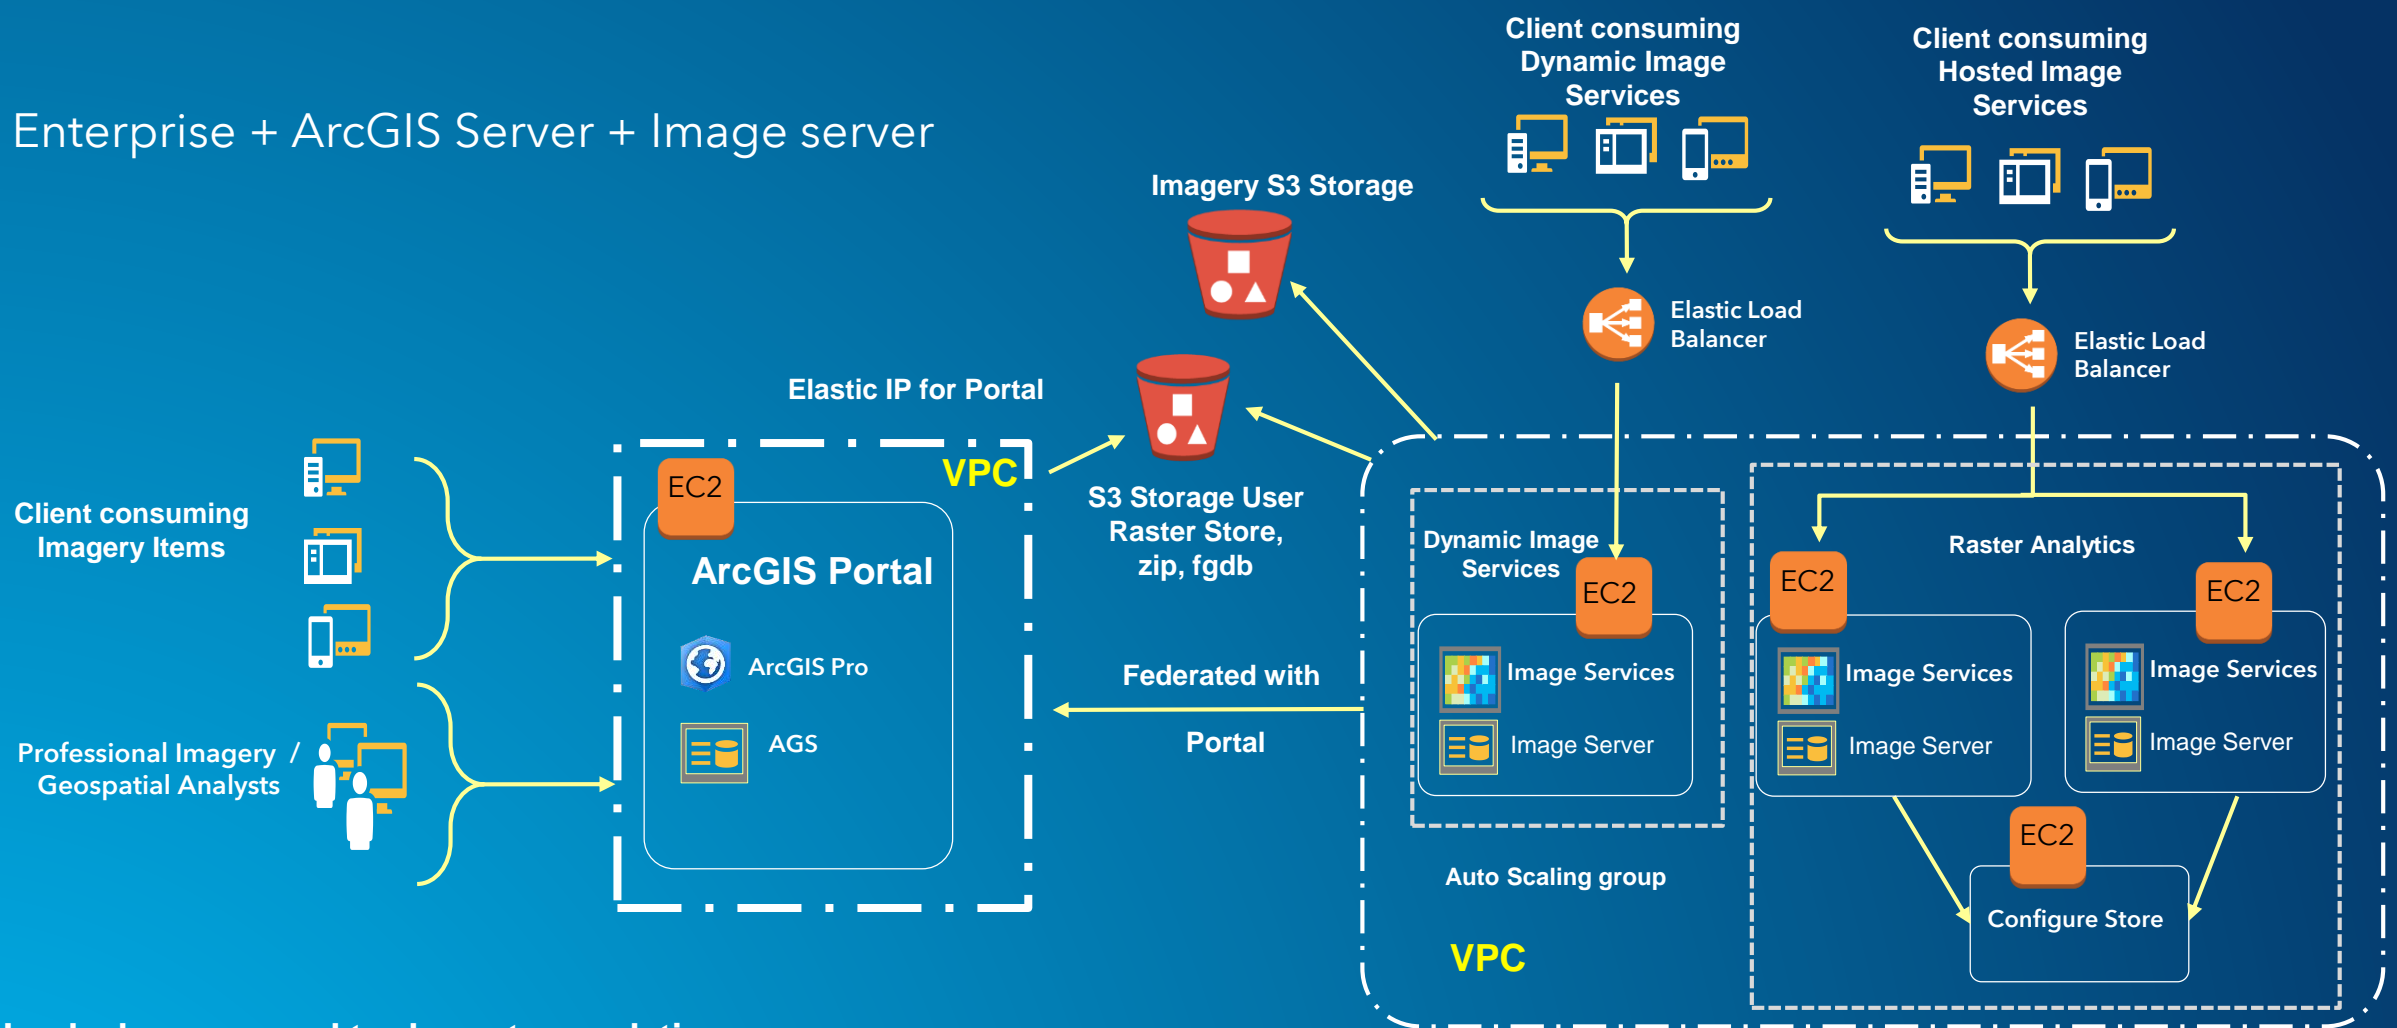 Enterprise + ArcGIS Server + Image server
Client consuming
Dynamic Image
Services
Client consuming
Hosted Image
Services
Imagery S3 Storage
Elastic Load
Balancer
Elastic Load
Balancer
Elastic IP for Portal
Client consuming
Imagery Items
Professional Imagery /
Geospatial Analysts
EC2
VPC
ArcGIS Portal
ArcGIS Pro
AGS
S3 Storage User
Raster Store,
zip, fgdb
Federated with
Portal
Dynamic Image
Services
EC2
Image Services
Image Server
Auto Scaling group
VPC
Raster Analytics
EC2
Image Services
Image Server
EC2
Image Services
Image Server
EC2
Configure Store